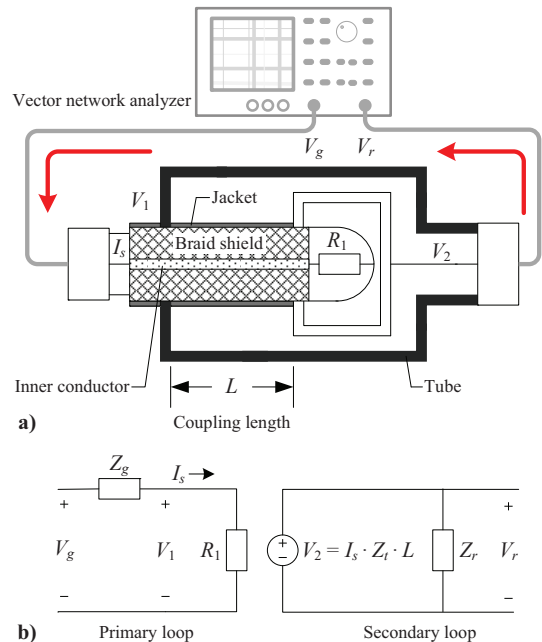 Vector network analyzer
V_g
V_r
V_1
Jacket
I_s
Braid shield
R_1
V_2
Inner conductor
L
Tube
a)
Coupling length
Z_g
I_s
+
+
+
+
V_g
V_1
R_1
V_2 = I_s · Z_t · L
Z_r
V_r
−
−
−
−
b)
Primary loop
Secondary loop